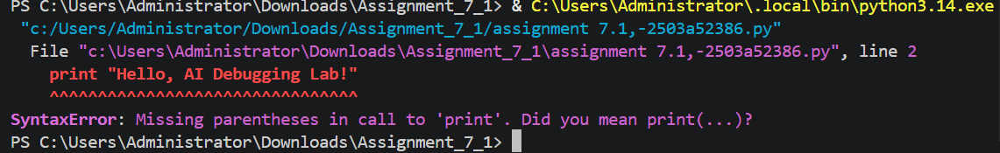 PS C:\Users\Administrator\Downloads\Assignment_7_1> & C:\Users\Administrator\.local\bin\python3.14.exe
"c:/Users/Administrator/Downloads/Assignment_7_1/assignment 7.1,-2503a52386.py"
File "c:\Users\Administrator\Downloads\Assignment_7_1\assignment 7.1,-2503a52386.py", line 2
print "Hello, AI Debugging Lab!"
^^^^^^^^^^^^^^^^^^^^^^^^^^^^^^^^
SyntaxError: Missing parentheses in call to 'print'. Did you mean print(...)?
PS C:\Users\Administrator\Downloads\Assignment_7_1>